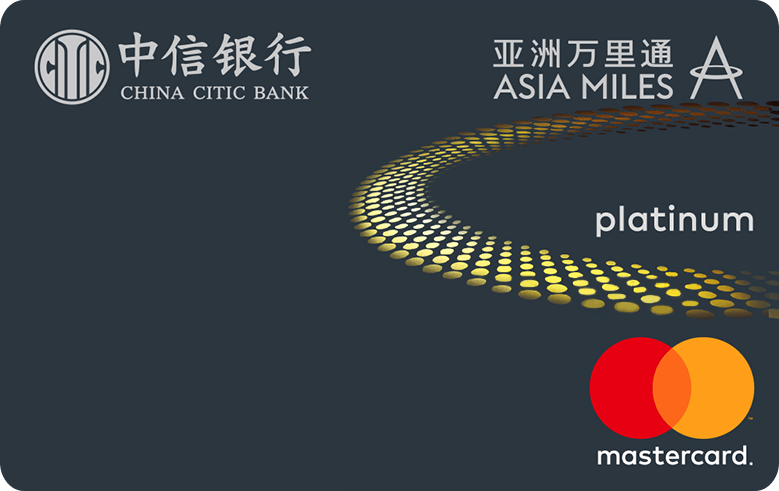 中信银行
CHINA CITIC BANK
亚洲万里通
ASIA MILES
platinum
mastercard.